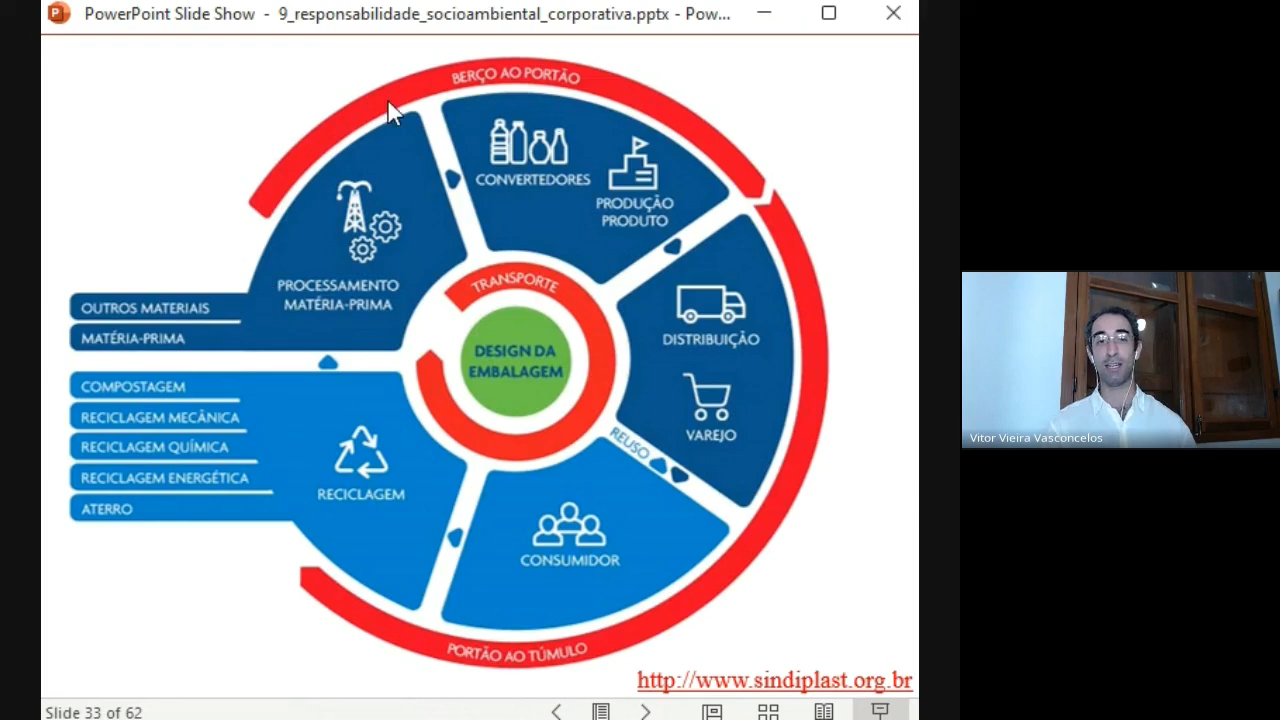 PowerPoint Slide Show - 9_responsabilidade_socioambiental_corporativa.pptx - Pow...
BERÇO AO PORTÃO
CONVERTEDORES
PRODUÇÃO
PRODUTO
PROCESSAMENTO
MATÉRIA-PRIMA
TRANSPORTE
OUTROS MATERIAIS
MATÉRIA-PRIMA
DISTRIBUIÇÃO
DESIGN DA
EMBALAGEM
COMPOSTAGEM
RECICLAGEM MECÂNICA
RECICLAGEM QUÍMICA
RECICLAGEM ENERGÉTICA
ATERRO
VAREJO
REUSO
RECICLAGEM
CONSUMIDOR
PORTÃO AO TÚMULO
http://www.sindiplast.org.br
Slide 33 of 62
Vitor Vieira Vasconcelos